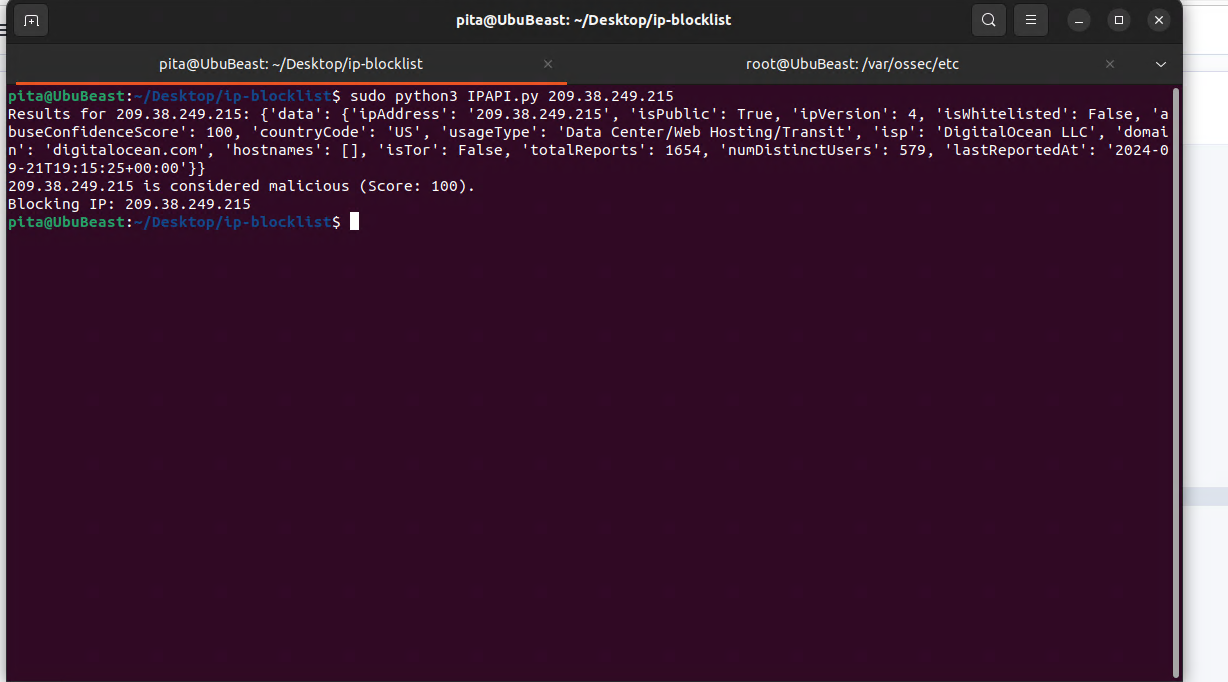 pita@UbuBeast: ~/Desktop/ip-blocklist
pita@UbuBeast: ~/Desktop/ip-blocklist
root@UbuBeast: /var/ossec/etc
pita@UbuBeast:~/Desktop/ip-blocklist$ sudo python3 IPAPI.py 209.38.249.215
Results for 209.38.249.215: {'data': {'ipAddress': '209.38.249.215', 'isPublic': True, 'ipVersion': 4, 'isWhitelisted': False, 'a
buseConfidenceScore': 100, 'countryCode': 'US', 'usageType': 'Data Center/Web Hosting/Transit', 'isp': 'DigitalOcean LLC', 'domai
n': 'digitalocean.com', 'hostnames': [], 'isTor': False, 'totalReports': 1654, 'numDistinctUsers': 579, 'lastReportedAt': '2024-0
9-21T19:15:25+00:00'}}
209.38.249.215 is considered malicious (Score: 100).
Blocking IP: 209.38.249.215
pita@UbuBeast:~/Desktop/ip-blocklist$